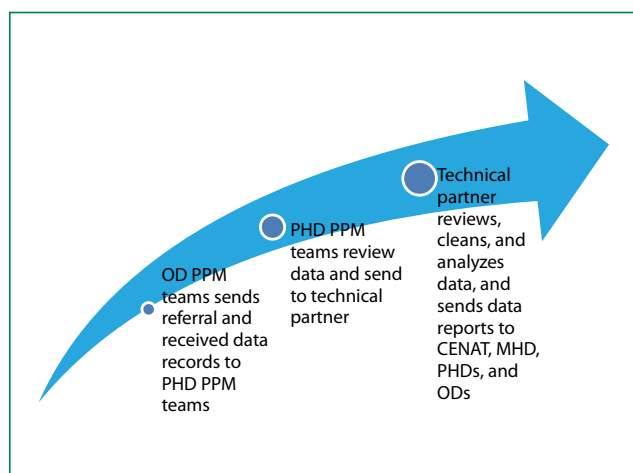 OD PPM
teams sends
referral and
received data
records to
PHD PPM
teams
PHD PPM
teams review
data and send
to technical
partner
Technical
partner
reviews,
cleans, and
analyzes
data, and
sends data
reports to
CENAT, MHD,
PHDs, and
ODs